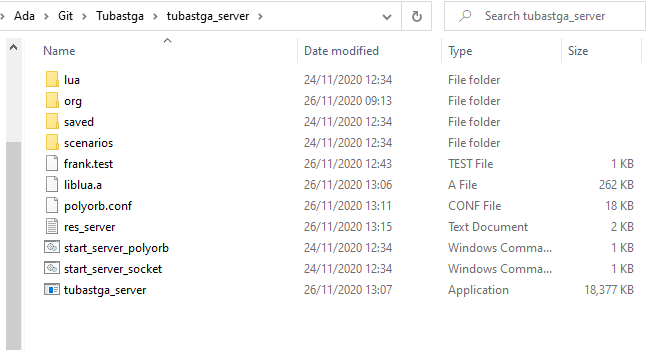 Ada > Git > Tubastga > tubastga_server > Search tubastga_server
Name Date modified Type Size
lua 24/11/2020 12:34 File folder
org 26/11/2020 09:13 File folder
saved 24/11/2020 12:34 File folder
scenarios 24/11/2020 12:34 File folder
frank.test 26/11/2020 12:43 TEST File 1 KB
liblua.a 26/11/2020 13:06 A File 262 KB
polyorb.conf 26/11/2020 13:11 CONF File 18 KB
res_server 26/11/2020 13:15 Text Document 2 KB
start_server_polyorb 24/11/2020 12:34 Windows Comma... 1 KB
start_server_socket 24/11/2020 12:34 Windows Comma... 1 KB
tubastga_server 26/11/2020 13:07 Application 18,377 KB